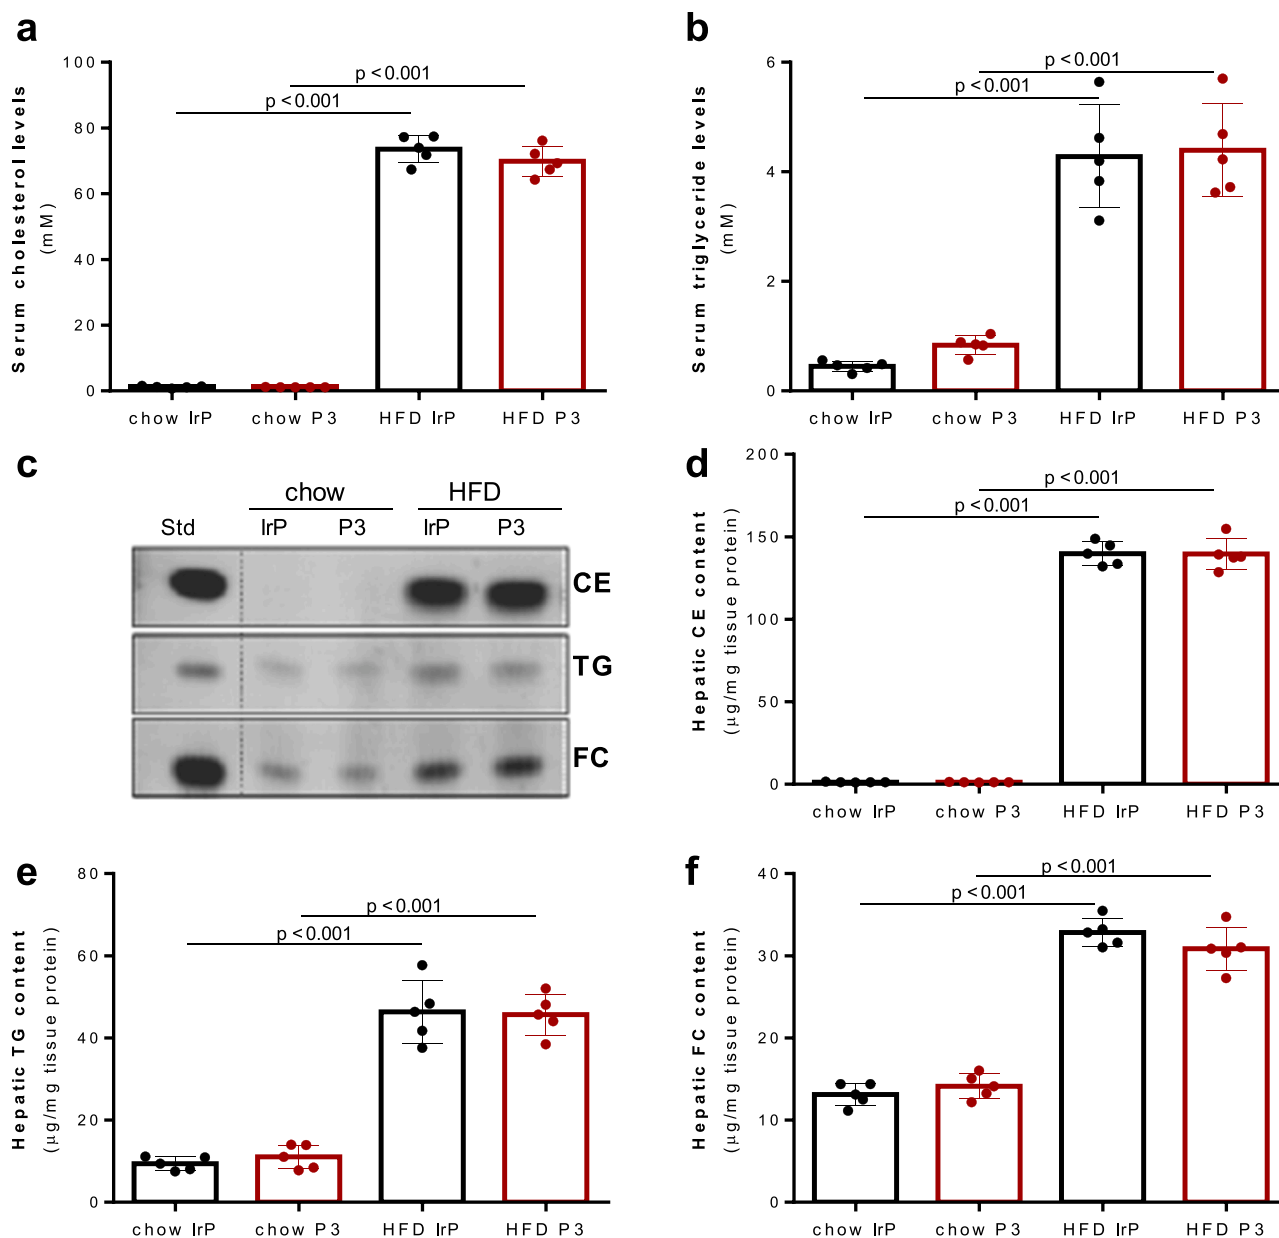 a
p <0.001
p <0.001
Serum cholesterol levels
(mM)
100
80
60
40
20
0
chow IrP
chow P3
HFD IrP
HFD P3
b
p <0.001
p <0.001
Serum triglyceride levels
(mM)
6
4
2
0
chow IrP
chow P3
HFD IrP
HFD P3
c
chow
HFD
Std
IrP
P3
IrP
P3
CE
TG
FC
d
p <0.001
p <0.001
Hepatic CE content
(µg/mg tissue protein)
200
150
100
50
0
chow IrP
chow P3
HFD IrP
HFD P3
e
p <0.001
p <0.001
Hepatic TG content
(µg/mg tissue protein)
80
60
40
20
0
chow IrP
chow P3
HFD IrP
HFD P3
f
p <0.001
p <0.001
Hepatic FC content
(µg/mg tissue protein)
40
30
20
10
0
chow IrP
chow P3
HFD IrP
HFD P3